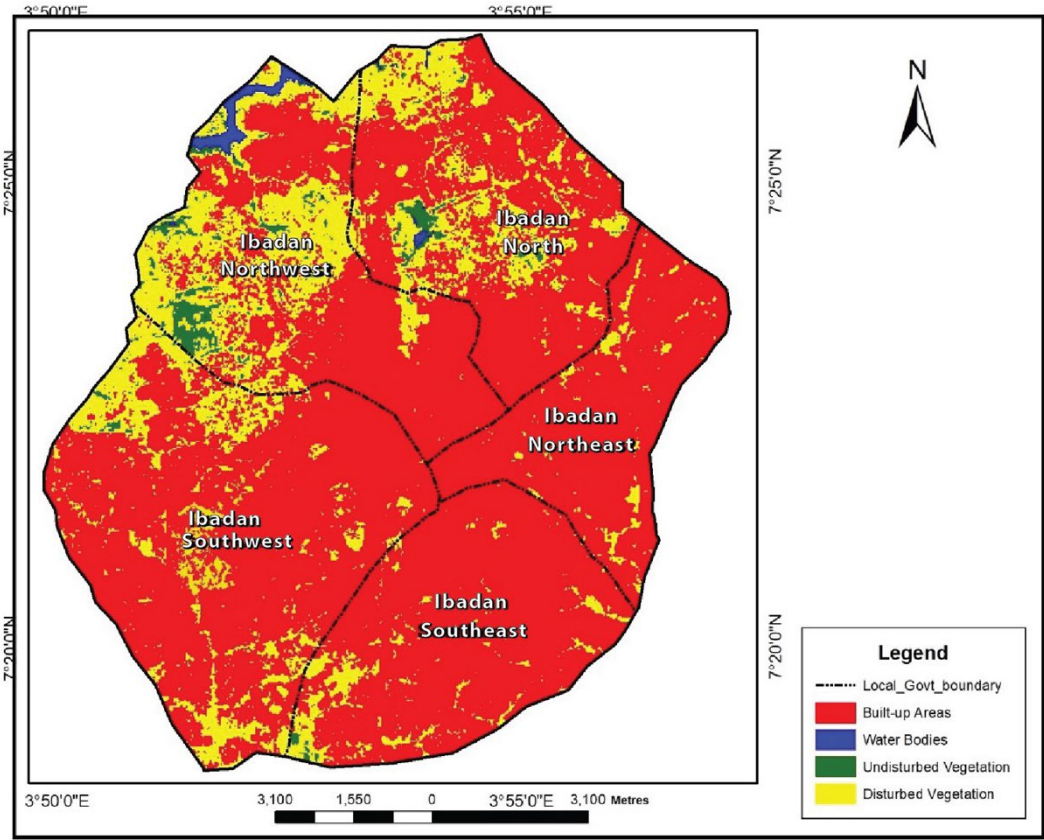 3°50'0"E
3°55'0"E
N
7°25'0"N
7°25'0"N
Ibadan
North
Ibadan
Northwest
Ibadan
Northeast
Ibadan
Southwest
Ibadan
Southeast
7°20'0"N
7°20'0"N
Legend
Local_Govt_boundary
Built-up Areas
Water Bodies
Undisturbed Vegetation
Disturbed Vegetation
3°50'0"E
3°55'0"E
3,100
1,550
0
3,100 Metres